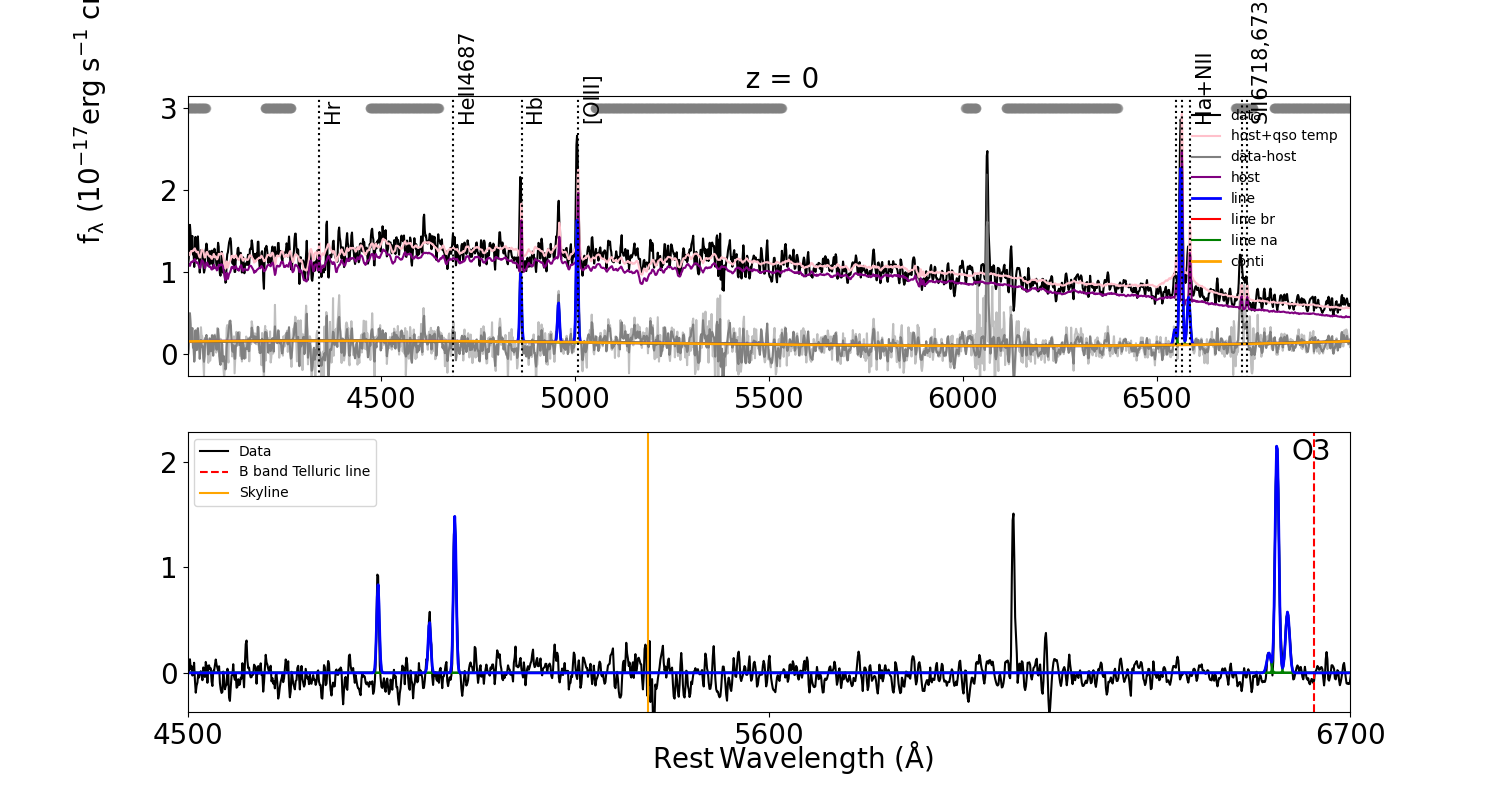 z = 0
f_λ (10^−17 erg s^−1 c
3
2
1
0
Hr
HeII4687
Hb
[OIII]
Ha+NII
SII6718,673
data
host+qso temp
data-host
host
line
line br
line na
conti
4500
5000
5500
6000
6500
Data
B band Telluric line
Skyline
O3
2
1
0
4500
5600
6700
Rest Wavelength (Å)